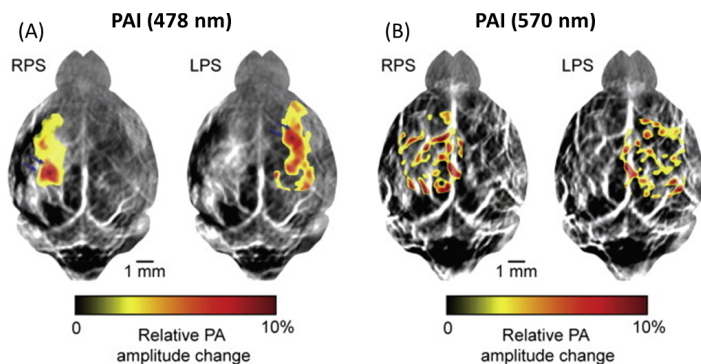 (A)
PAI (478 nm)
RPS
LPS
1 mm
0
10%
Relative PA
amplitude change
(B)
PAI (570 nm)
RPS
LPS
1 mm
0
10%
Relative PA
amplitude change